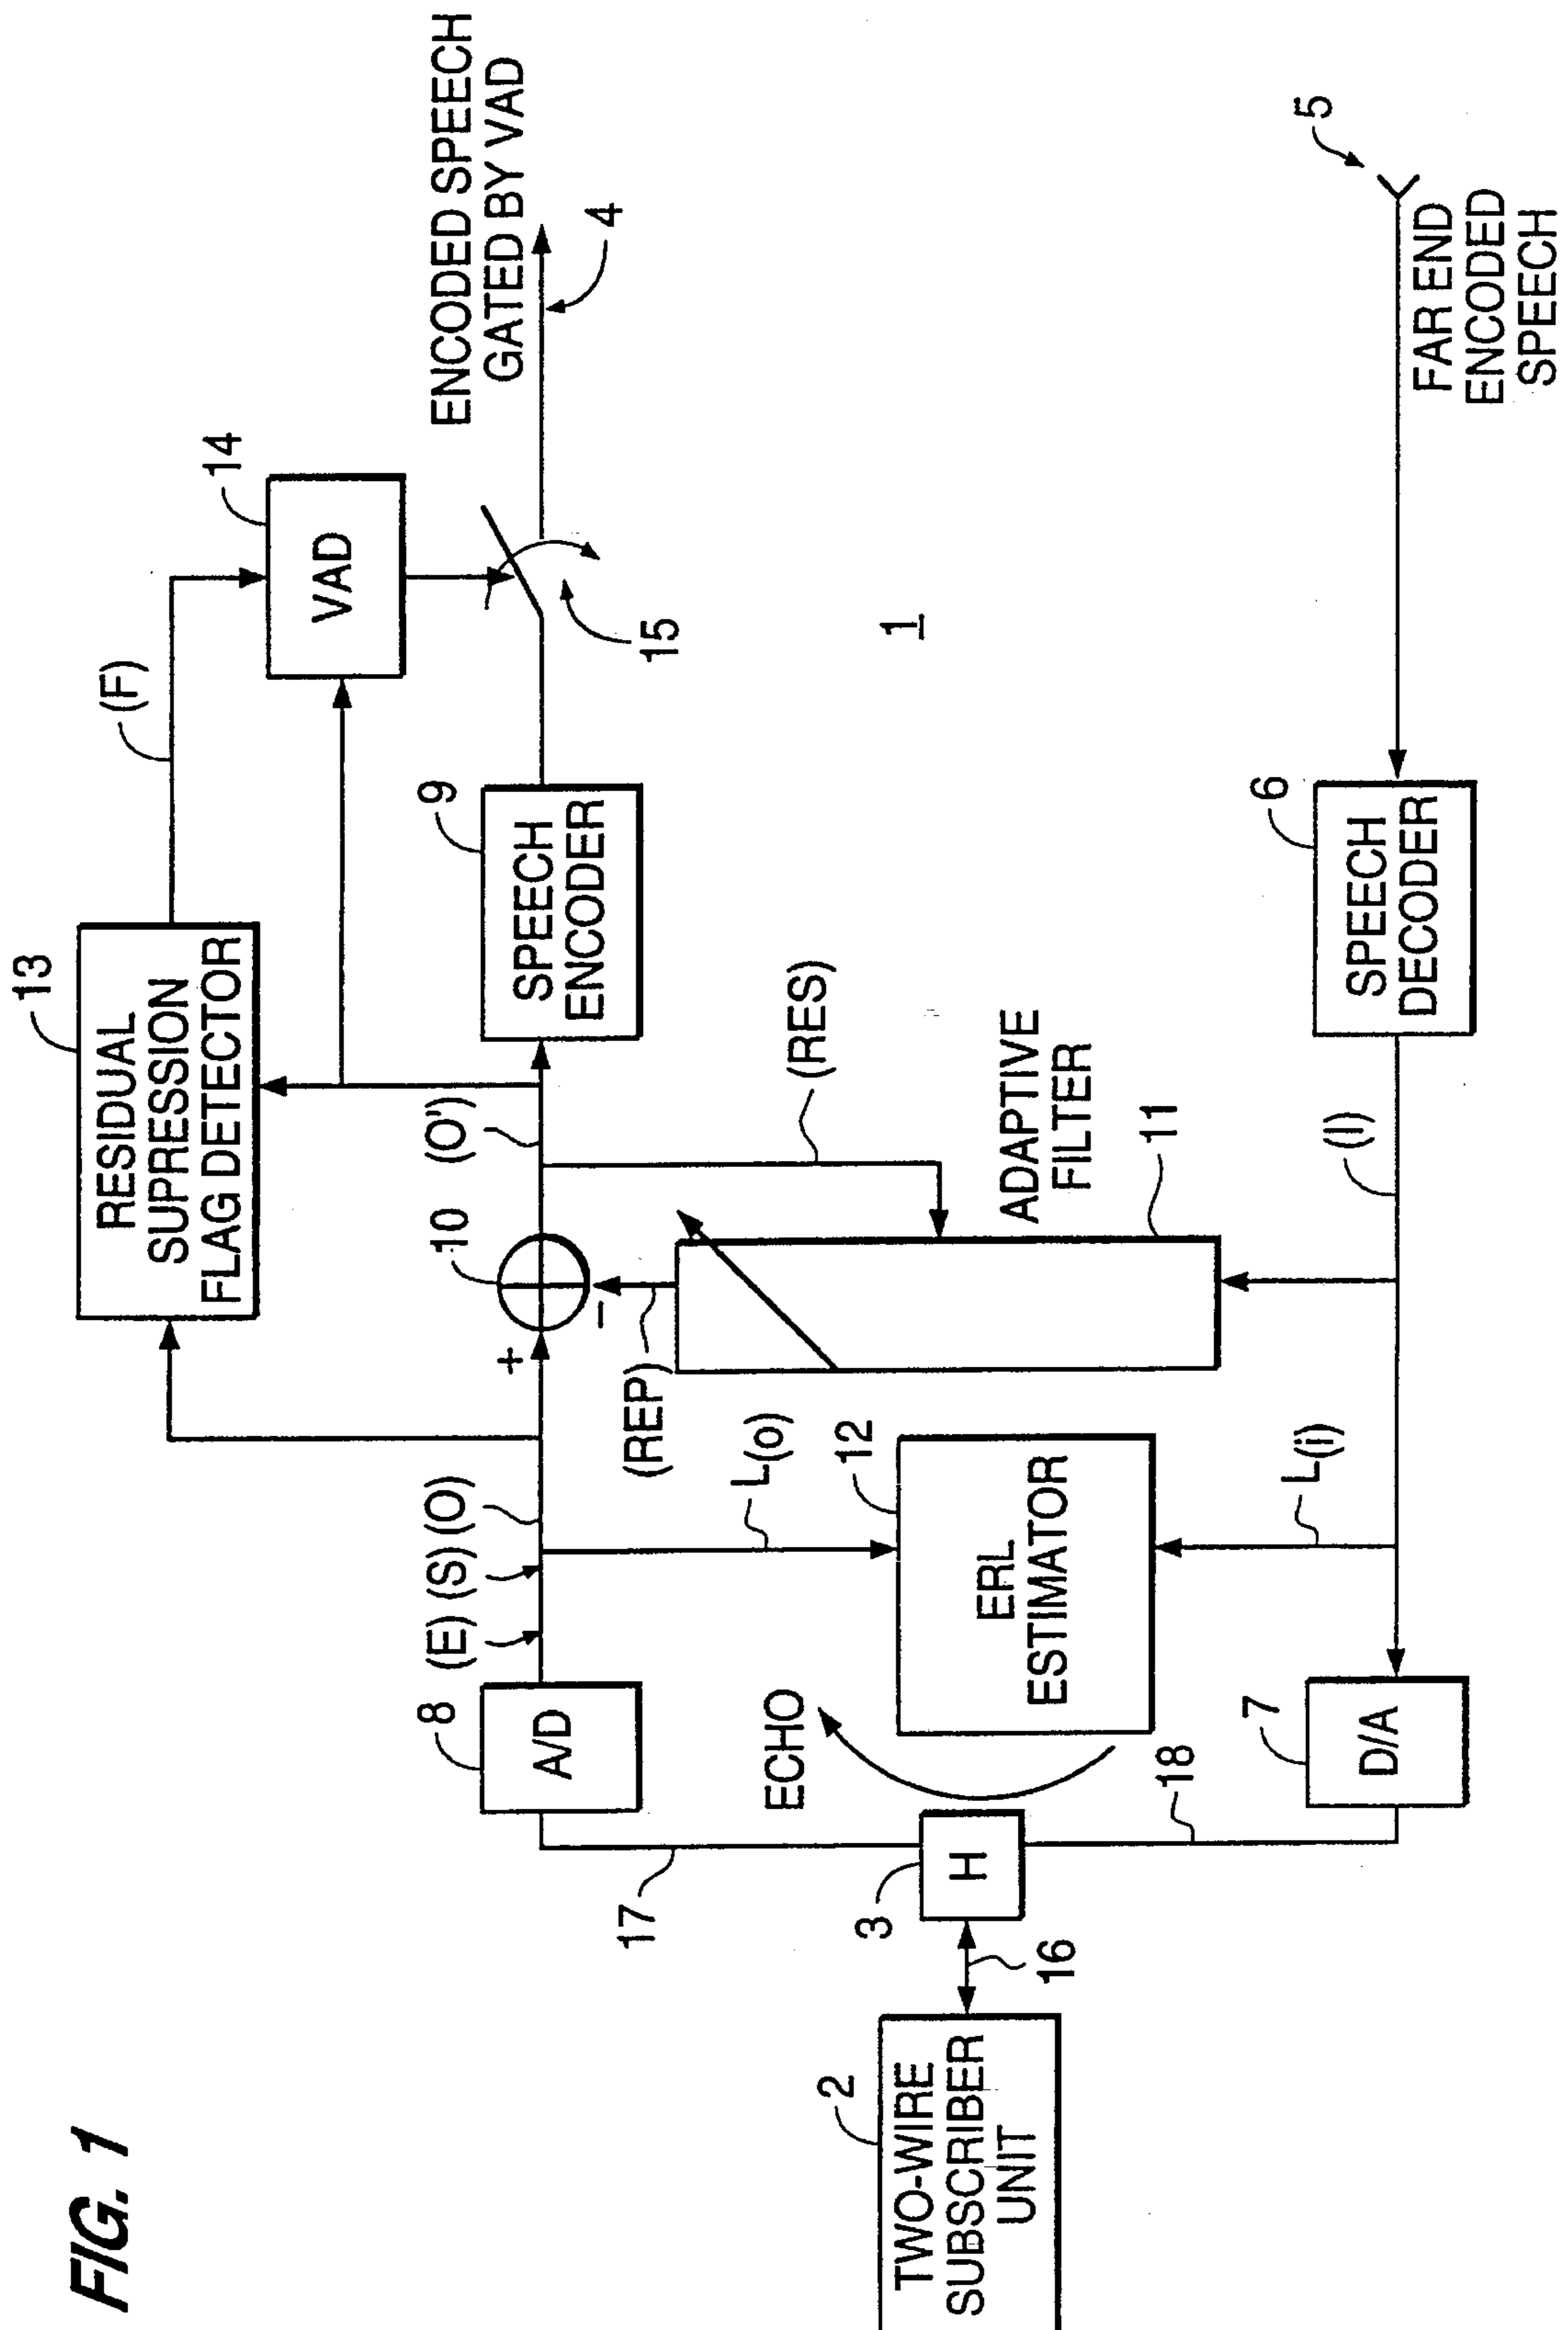 FIG. 1
13
RESIDUAL
SUPRESSION
FLAG DETECTOR
(F)
14
VAD
ENCODED SPEECH
GATED BY VAD
4
15
8
A/D
(E) (S) (O)
+
10
−
(O')
9
SPEECH
ENCODER
(REP)
(RES)
1
17
ECHO
L(o)
12
ERL
ESTIMATOR
ADAPTIVE
FILTER
11
2
TWO-WIRE
SUBSCRIBER
UNIT
16
3
H
18
L(i)
(I)
7
D/A
6
SPEECH
DECODER
5
FAR END
ENCODED
SPEECH